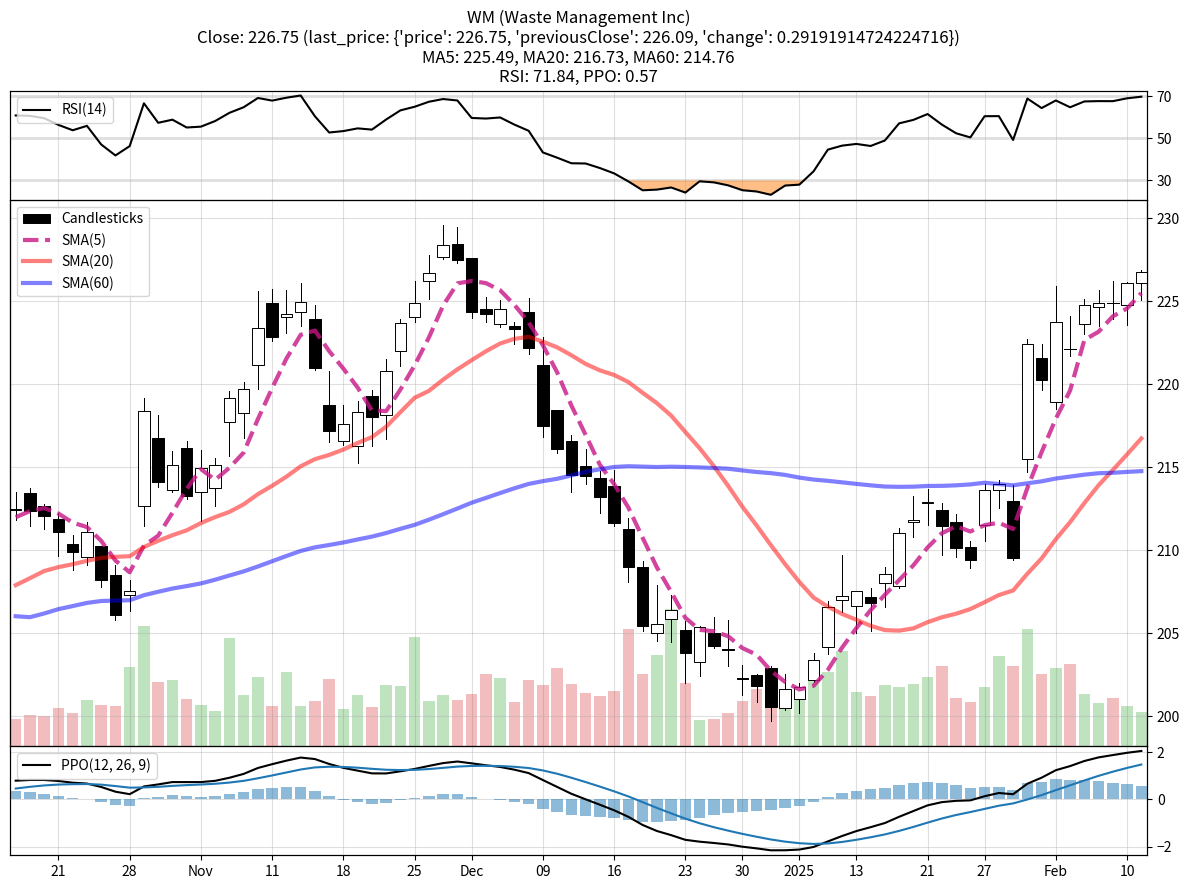 WM (Waste Management Inc)
Close: 226.75 (last_price: {'price': 226.75, 'previousClose': 226.09, 'change': 0.29191914724224716})
MA5: 225.49, MA20: 216.73, MA60: 214.76
RSI: 71.84, PPO: 0.57
RSI(14)
70
50
30
Candlesticks
SMA(5)
SMA(20)
SMA(60)
230
225
220
215
210
205
200
PPO(12, 26, 9)
2
0
−2
21 28 Nov 11 18 25 Dec 09 16 23 30 2025 13 21 27 Feb 10